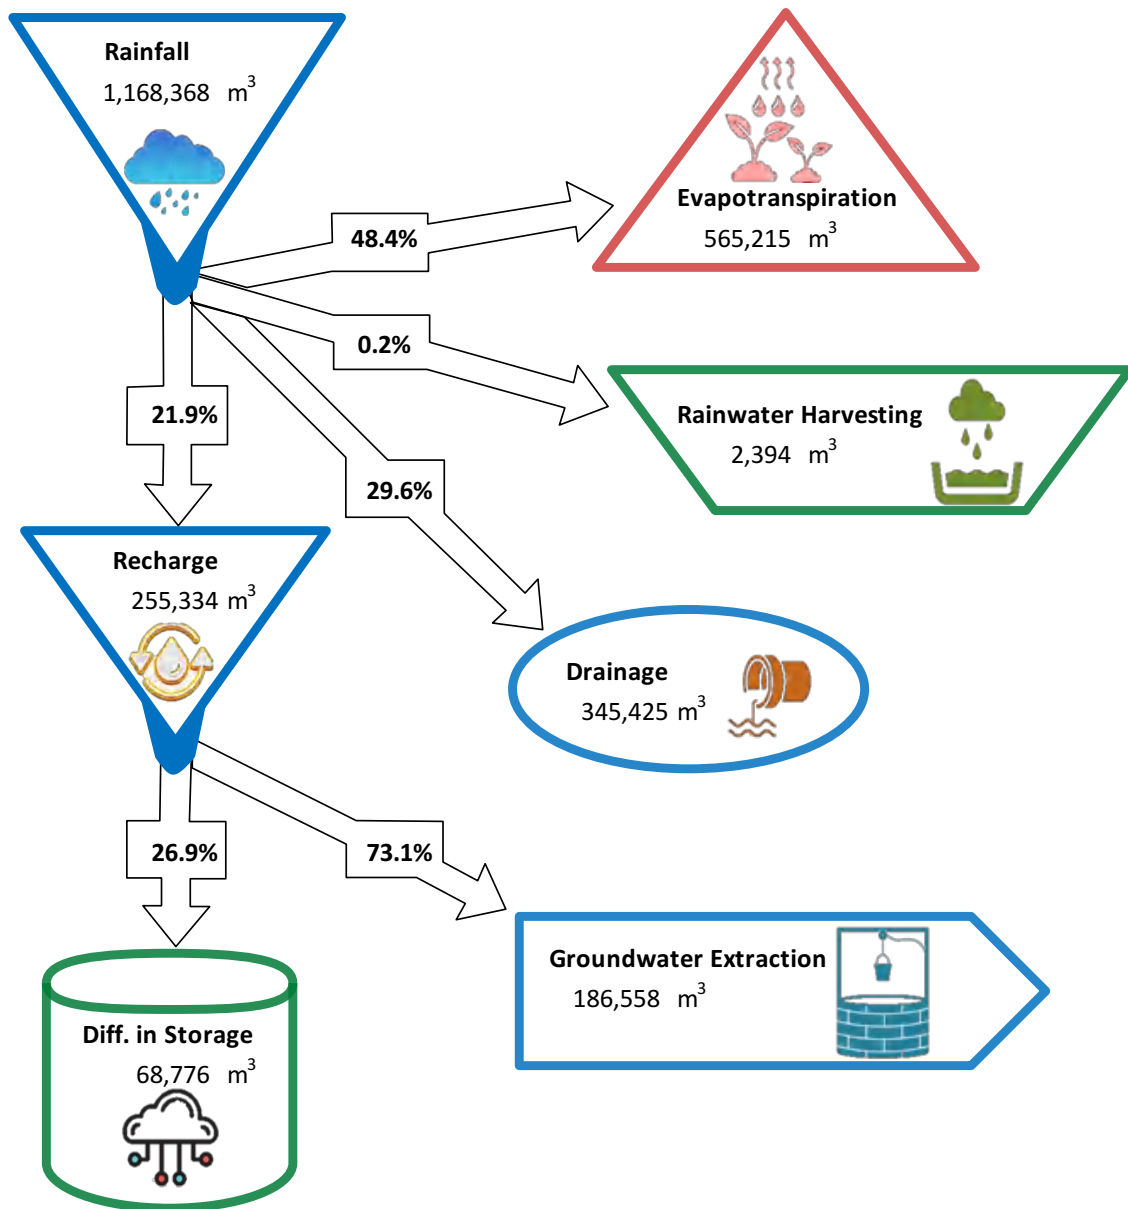 Rainfall
1,168,368 m³
48.4%
Evapotranspiration
565,215 m³
0.2%
Rainwater Harvesting
2,394 m³
21.9%
29.6%
Recharge
255,334 m³
Drainage
345,425 m³
26.9%
73.1%
Groundwater Extraction
186,558 m³
Diff. in Storage
68,776 m³